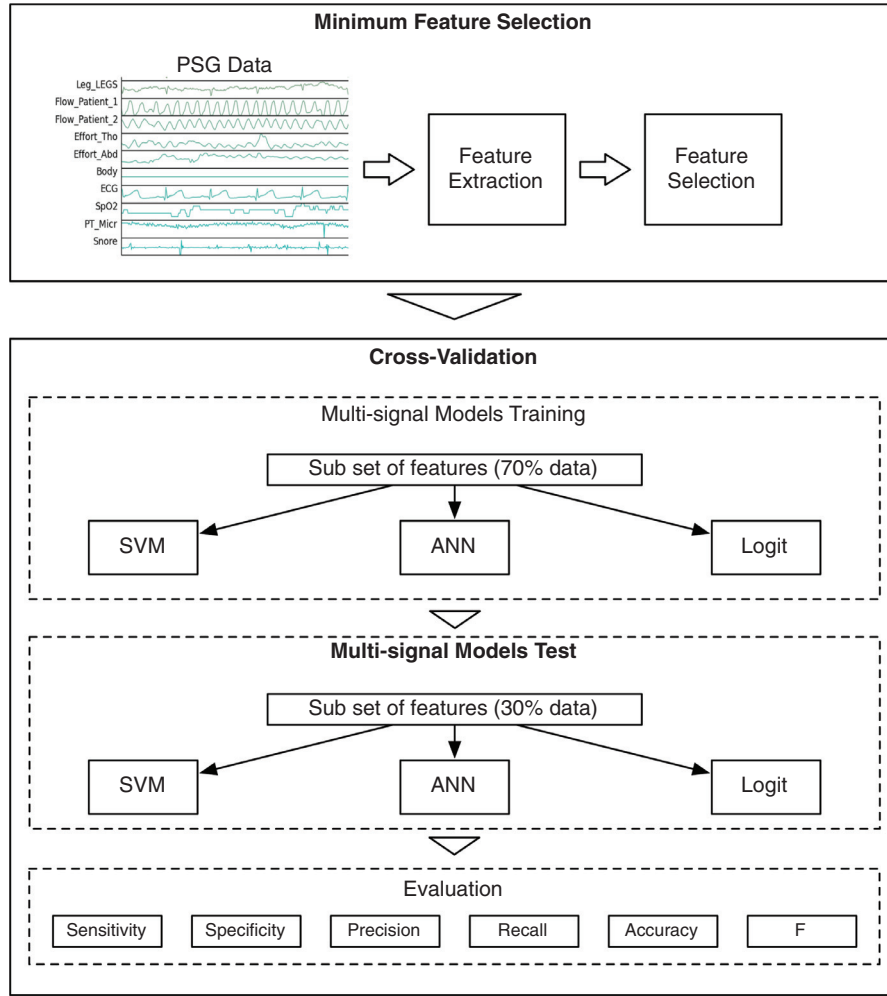 Minimum Feature Selection
PSG Data
Leg_LEGS
Flow_Patient_1
Flow_Patient_2
Effort_Tho
Effort_Abd
Body
ECG
SpO2
PT_Micr
Snore
Feature
Extraction
Feature
Selection
Cross-Validation
Multi-signal Models Training
Sub set of features (70% data)
SVM
ANN
Logit
Multi-signal Models Test
Sub set of features (30% data)
SVM
ANN
Logit
Evaluation
Sensitivity
Specificity
Precision
Recall
Accuracy
F